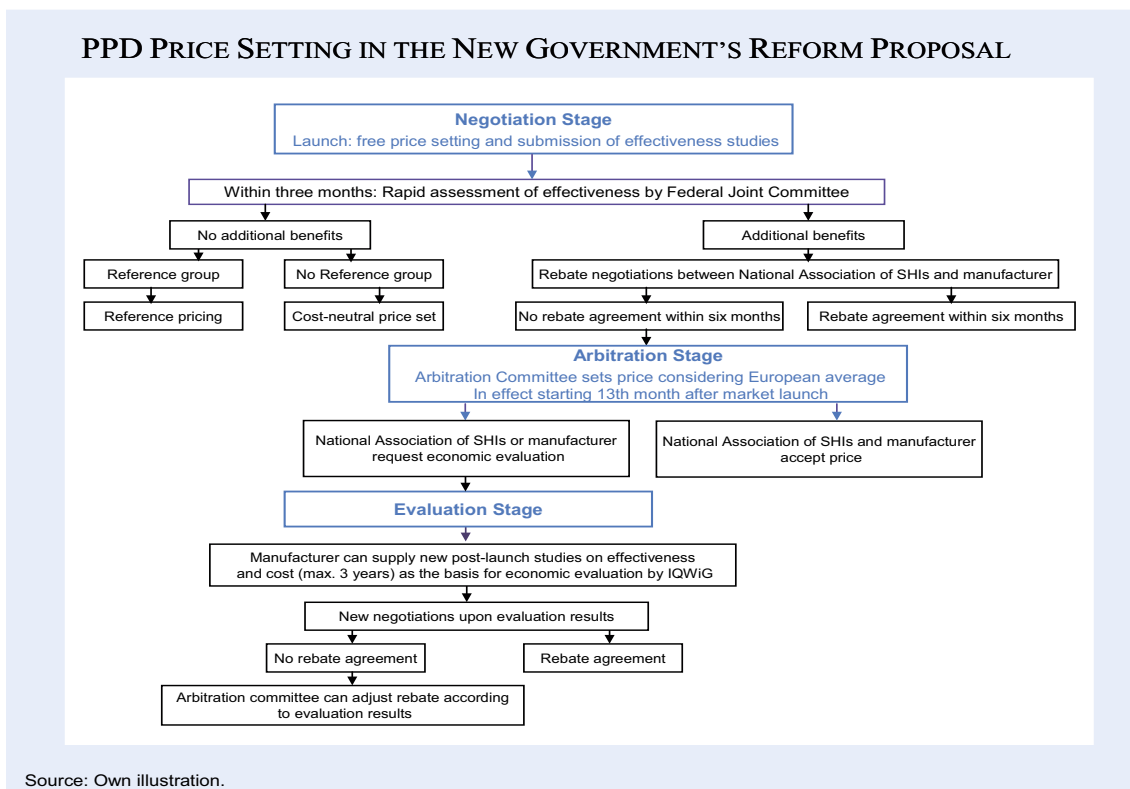 PPD PRICE SETTING IN THE NEW GOVERNMENT'S REFORM PROPOSAL
Negotiation Stage
Launch: free price setting and submission of effectiveness studies
Within three months: Rapid assessment of effectiveness by Federal Joint Committee
No additional benefits
Additional benefits
Reference group
No Reference group
Rebate negotiations between National Association of SHIs and manufacturer
Reference pricing
Cost-neutral price set
No rebate agreement within six months
Rebate agreement within six months
Arbitration Stage
Arbitration Committee sets price considering European average
In effect starting 13th month after market launch
National Association of SHIs or manufacturer
request economic evaluation
National Association of SHIs and manufacturer
accept price
Evaluation Stage
Manufacturer can supply new post-launch studies on effectiveness
and cost (max. 3 years) as the basis for economic evaluation by IQWiG
New negotiations upon evaluation results
No rebate agreement
Rebate agreement
Arbitration committee can adjust rebate according
to evaluation results
Source: Own illustration.